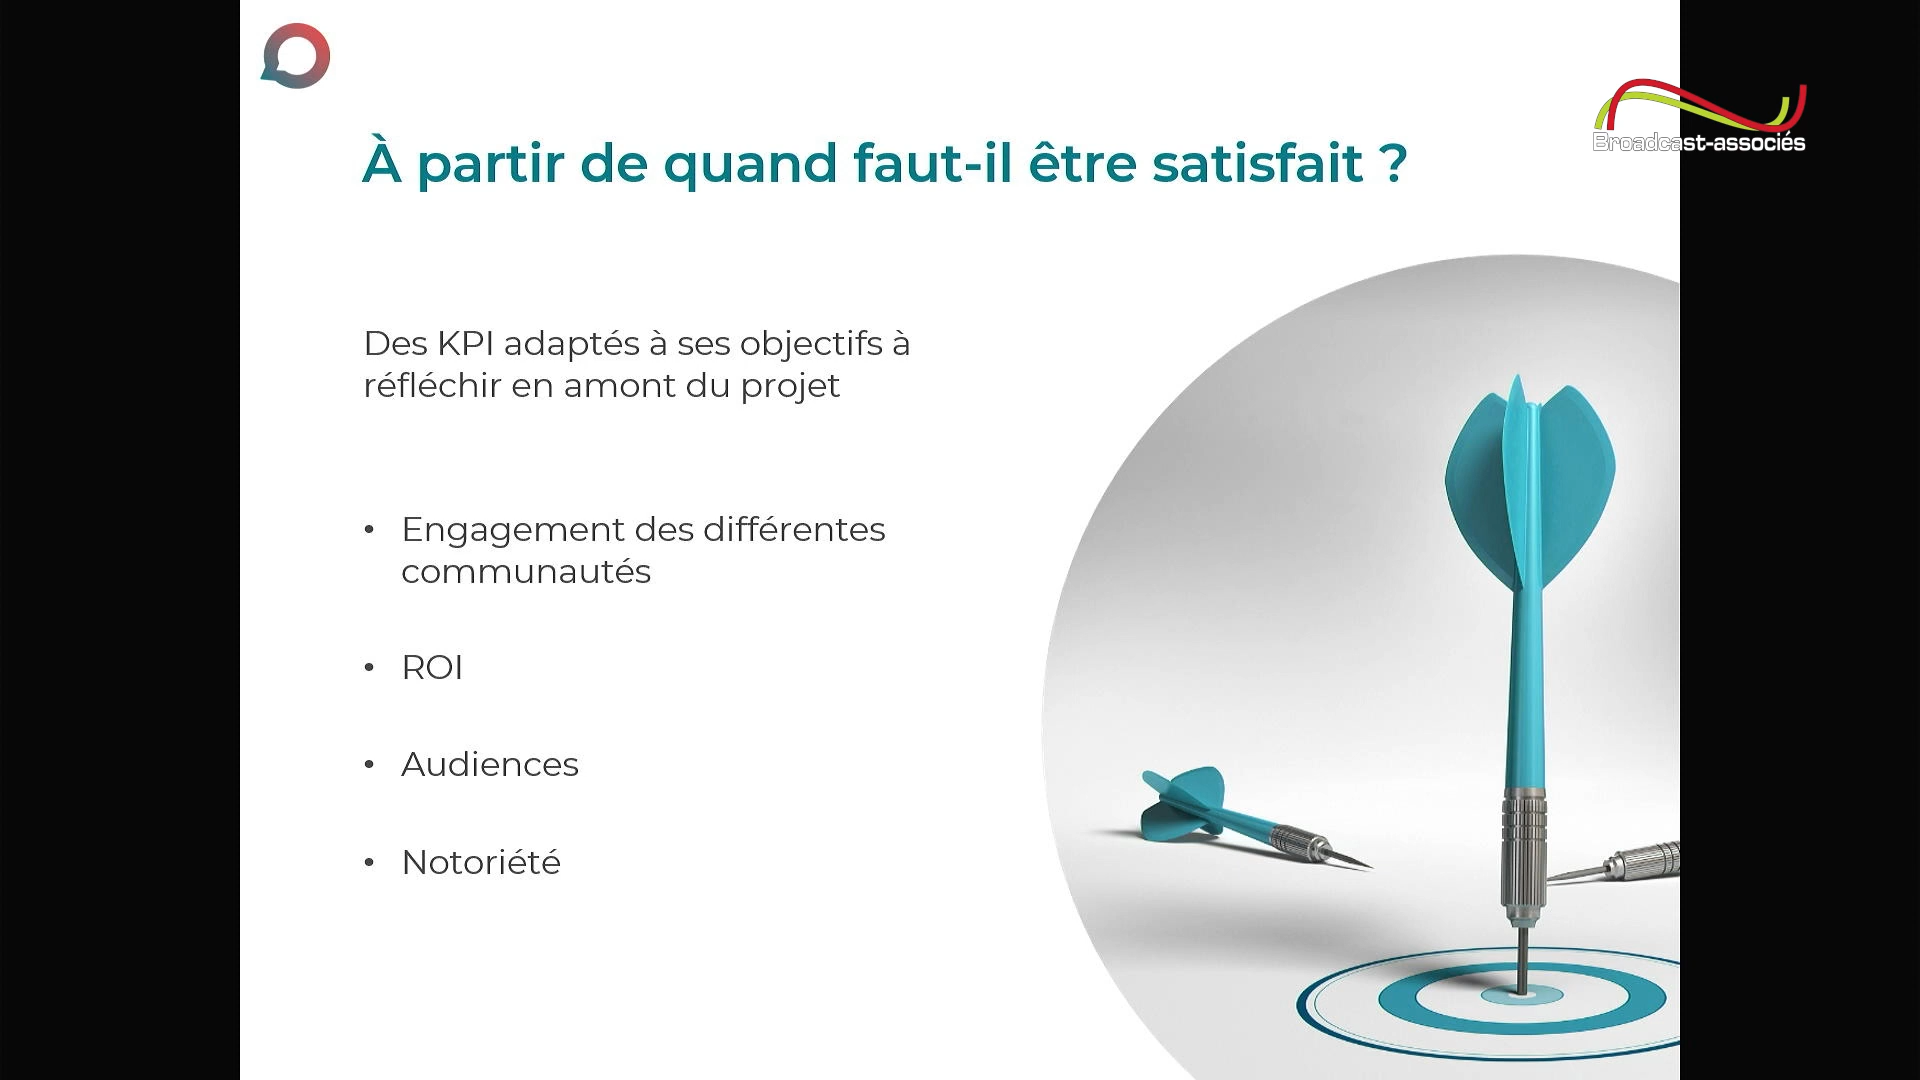 Broadcast-associés
À partir de quand faut-il être satisfait ?
Des KPI adaptés à ses objectifs à
réfléchir en amont du projet
• Engagement des différentes
communautés
• ROI
• Audiences
• Notoriété